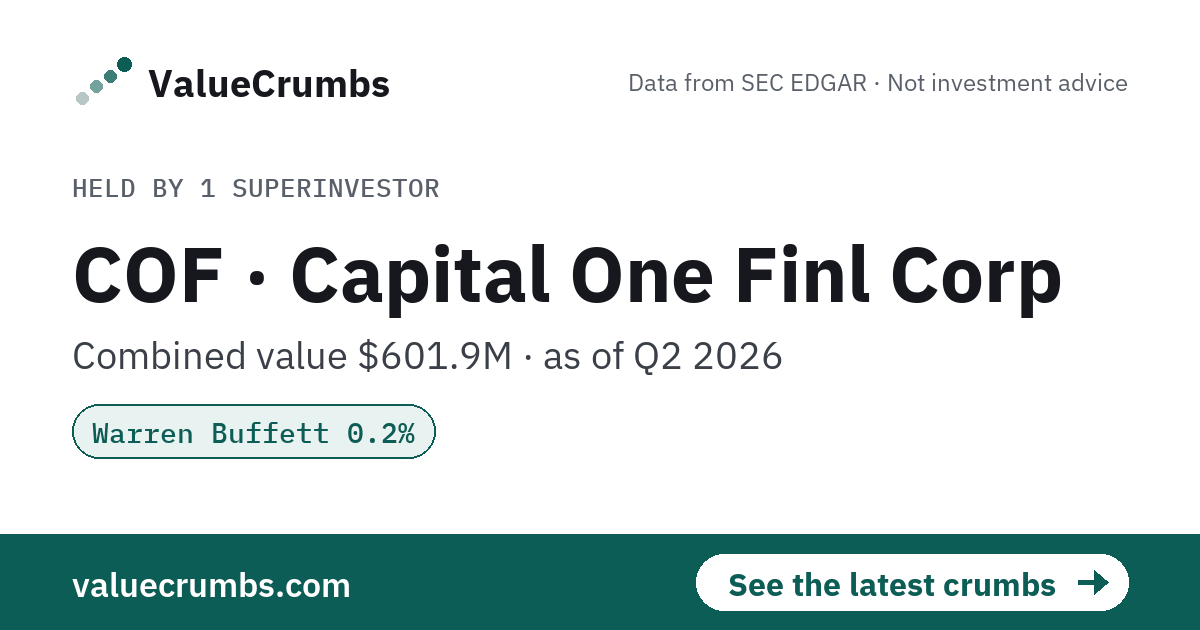 ValueCrumbs
Data from SEC EDGAR · Not investment advice
HELD BY 1 SUPERINVESTOR
COF · Capital One Finl Corp
Combined value $601.9M · as of Q2 2026
Warren Buffett 0.2%
valuecrumbs.com
See the latest crumbs